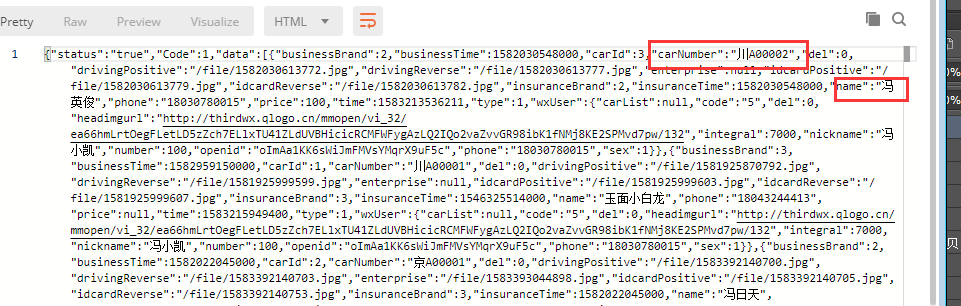 Pretty Raw Preview Visualize HTML
1 {"status":"true","Code":1,"data":[{"businessBrand":2,"businessTime":1582030548000,"carId":3,"carNumber":"川A00002","del":0,
"drivingPositive":"/file/1582030613772.jpg","drivingReverse":"/file/1582030613777.jpg","enterprise":null,"idcardPositive":"/
file/1582030613779.jpg","idcardReverse":"/file/1582030613782.jpg","insuranceBrand":2,"insuranceTime":1582030548000,"name":"冯
英俊","phone":"18030780015","price":100,"time":1583213536211,"type":1,"wxUser":{"carList":null,"code":"5","del":0,
"headimgurl":"http://thirdwx.qlogo.cn/mmopen/vi_32/
ea66hmLrtOegFLetLD5zZch7ELlxTU41ZLdUVBHicicRCMFWFygAzLQ2IQo2vaZvvGR98ibK1fNMj8KE2SPMvd7pw/132","integral":7000,"nickname":"冯
小凯","number":100,"openid":"oImAa1KK6sWiJmFMVsYMqrX9uF5c","phone":"18030780015","sex":1}},{"businessBrand":3,
"businessTime":1582959150000,"carId":1,"carNumber":"川A00001","del":0,"drivingPositive":"/file/1581925870792.jpg",
"drivingReverse":"/file/1581925999599.jpg","enterprise":null,"idcardPositive":"/file/1581925999603.jpg","idcardReverse":"/
file/1581925999607.jpg","insuranceBrand":3,"insuranceTime":1546325514000,"name":"玉面小白龙","phone":"18043244413",
"price":null,"time":1583215949400,"type":1,"wxUser":{"carList":null,"code":"5","del":0,"headimgurl":"http://thirdwx.qlogo.cn/
mmopen/vi_32/ea66hmLrtOegFLetLD5zZch7ELlxTU41ZLdUVBHicicRCMFWFygAzLQ2IQo2vaZvvGR98ibK1fNMj8KE2SPMvd7pw/132","integral":7000,
"nickname":"冯小凯","number":100,"openid":"oImAa1KK6sWiJmFMVsYMqrX9uF5c","phone":"18030780015","sex":1}},{"businessBrand":2,
"businessTime":1582022045000,"carId":2,"carNumber":"京A00001","del":0,"drivingPositive":"/file/1583392140700.jpg",
"drivingReverse":"/file/1583392140703.jpg","enterprise":"/file/1583393044898.jpg","idcardPositive":"/file/1583392140705.jpg",
"idcardReverse":"/file/1583392140753.jpg","insuranceBrand":3,"insuranceTime":1582022045000,"name":"冯日天",